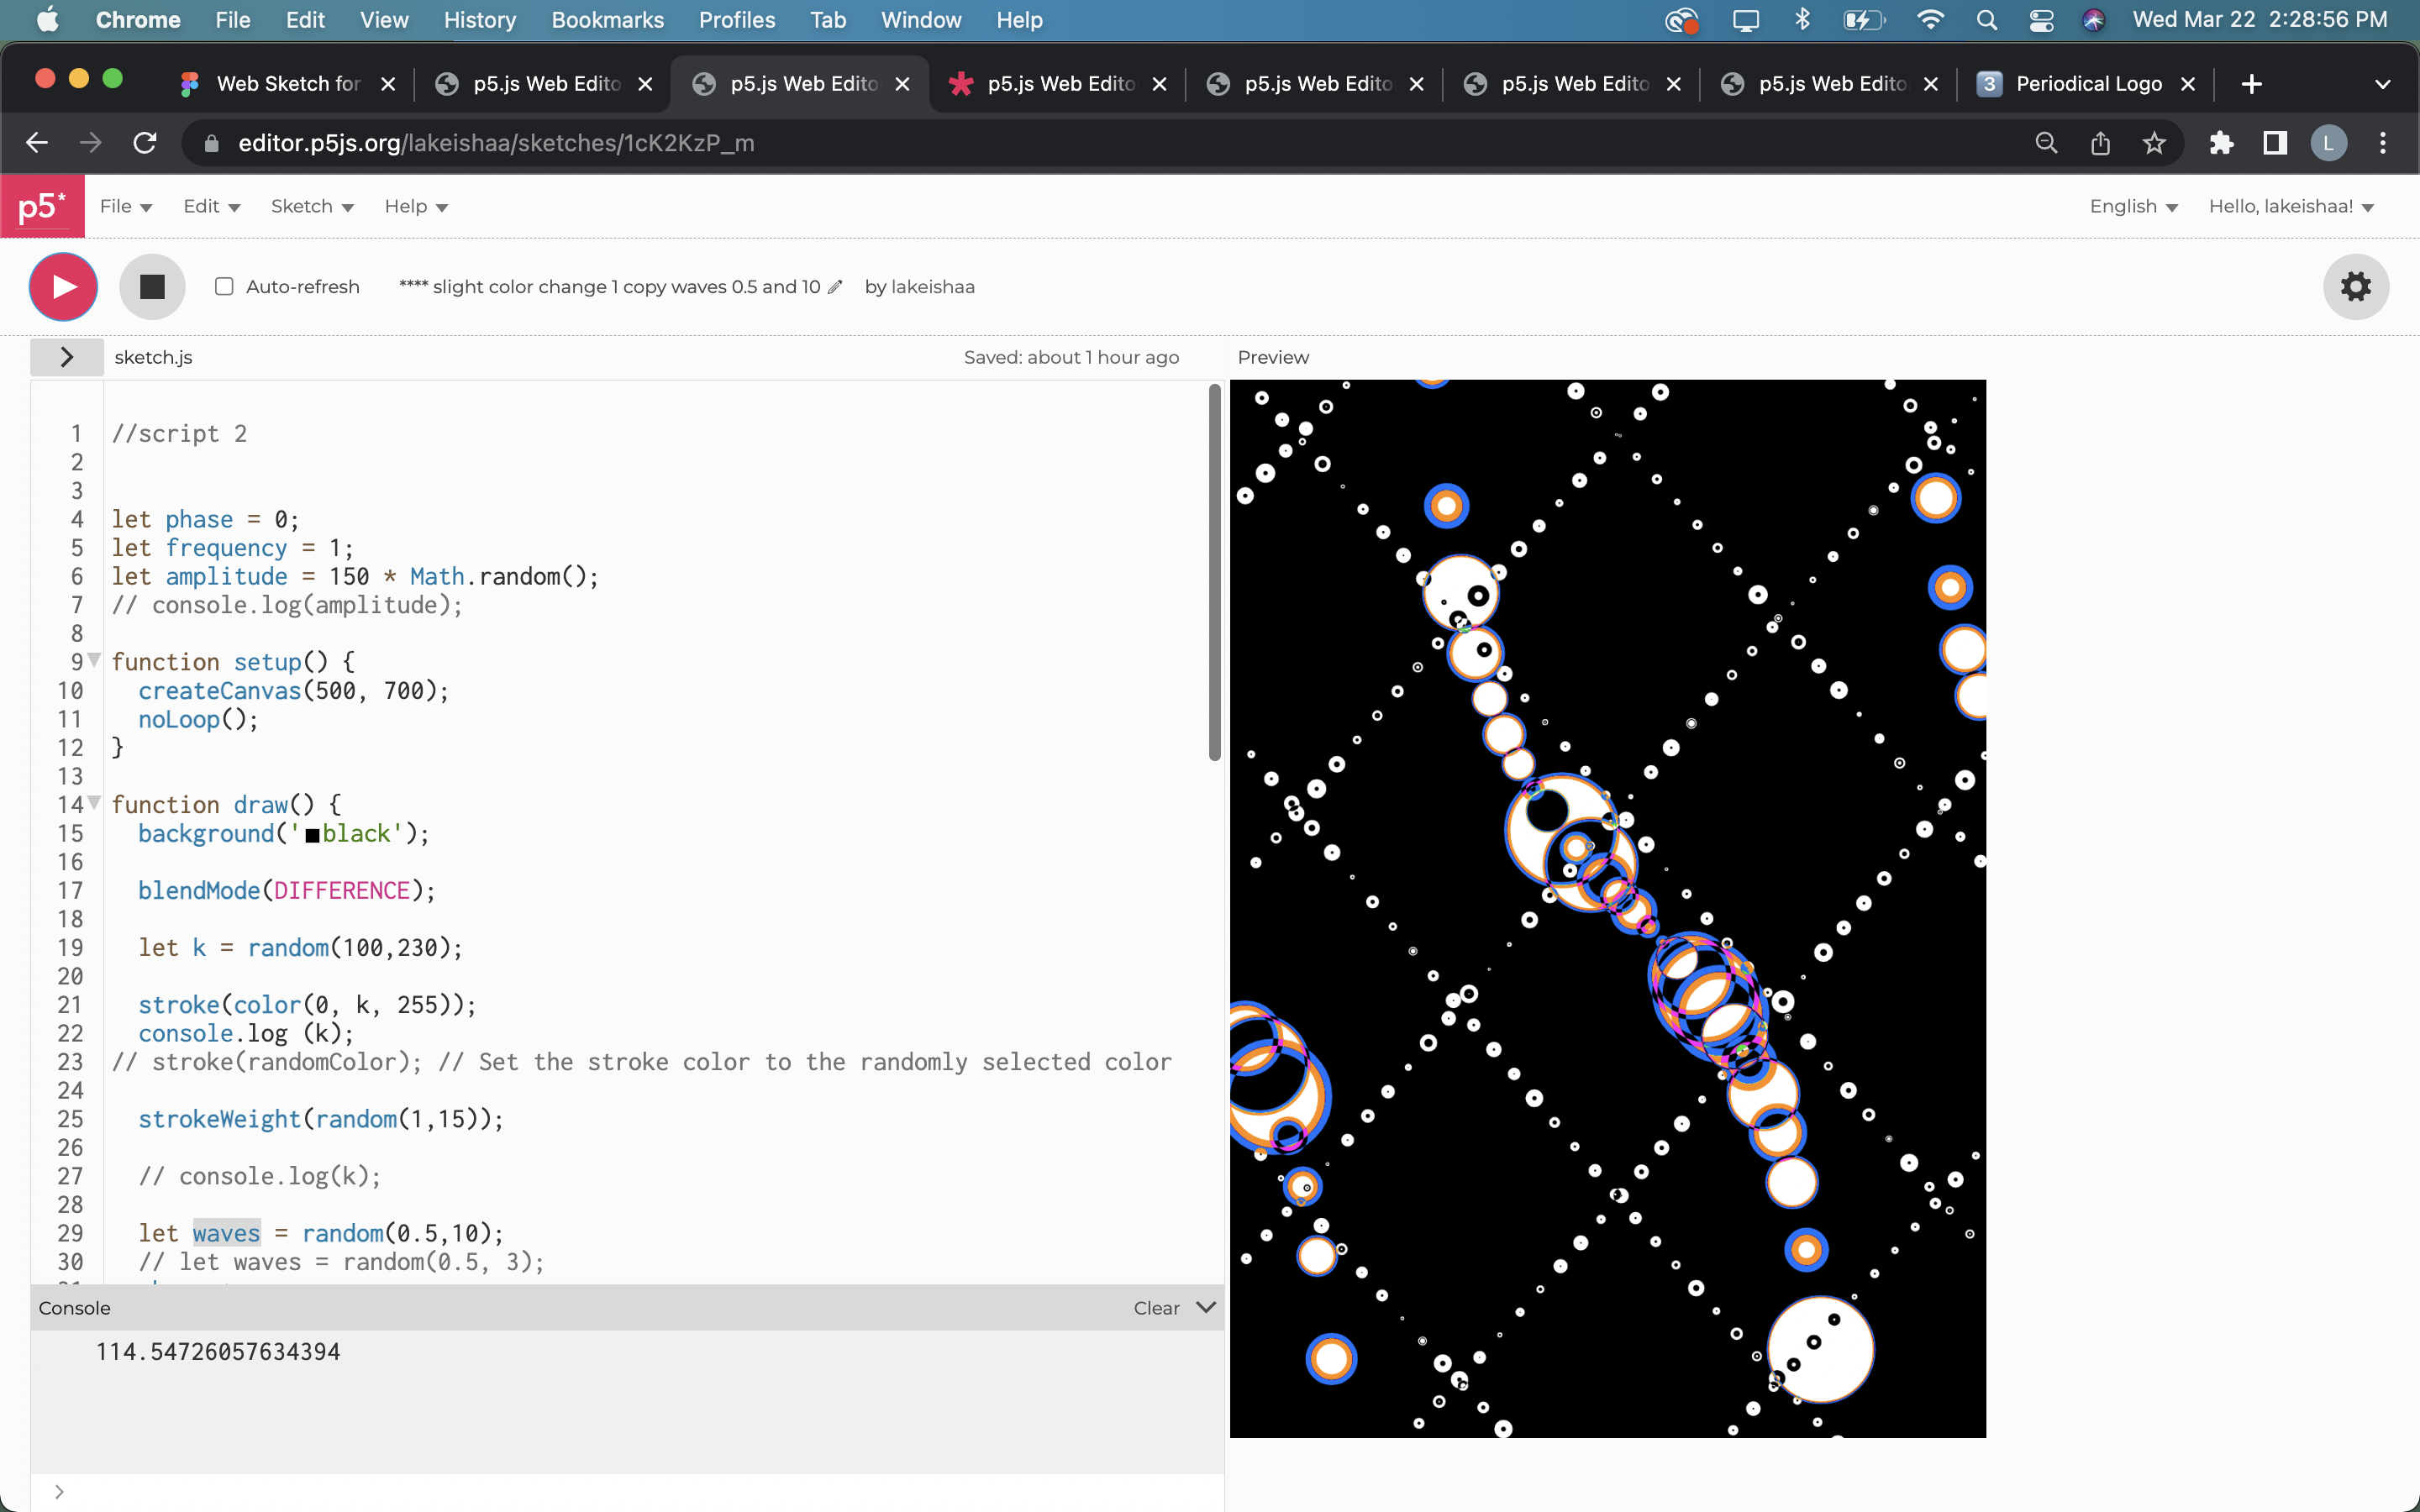 Chrome File Edit View History Bookmarks Profiles Tab Window Help Wed Mar 22 2:28:56 PM
Web Sketch for p5.js Web Edito p5.js Web Edito p5.js Web Edito p5.js Web Edito p5.js Web Edito p5.js Web Edito 3 Periodical Logo
editor.p5js.org/lakeishaa/sketches/1cK2KzP_m L
p5* File Edit Sketch Help English Hello, lakeishaa!
Auto-refresh **** slight color change 1 copy waves 0.5 and 10 by lakeishaa
sketch.js Saved: about 1 hour ago Preview
1 //script 2
2
3
4 let phase = 0;
5 let frequency = 1;
6 let amplitude = 150 * Math.random();
7 // console.log(amplitude);
8
9 function setup() {
10 createCanvas(500, 700);
11 noLoop();
12 }
13
14 function draw() {
15 background('black');
16
17 blendMode(DIFFERENCE);
18
19 let k = random(100,230);
20
21 stroke(color(0, k, 255));
22 console.log (k);
23 // stroke(randomColor); // Set the stroke color to the randomly selected color
24
25 strokeWeight(random(1,15));
26
27 // console.log(k);
28
29 let waves = random(0.5,10);
30 // let waves = random(0.5, 3);
Console Clear
114.54726057634394
>